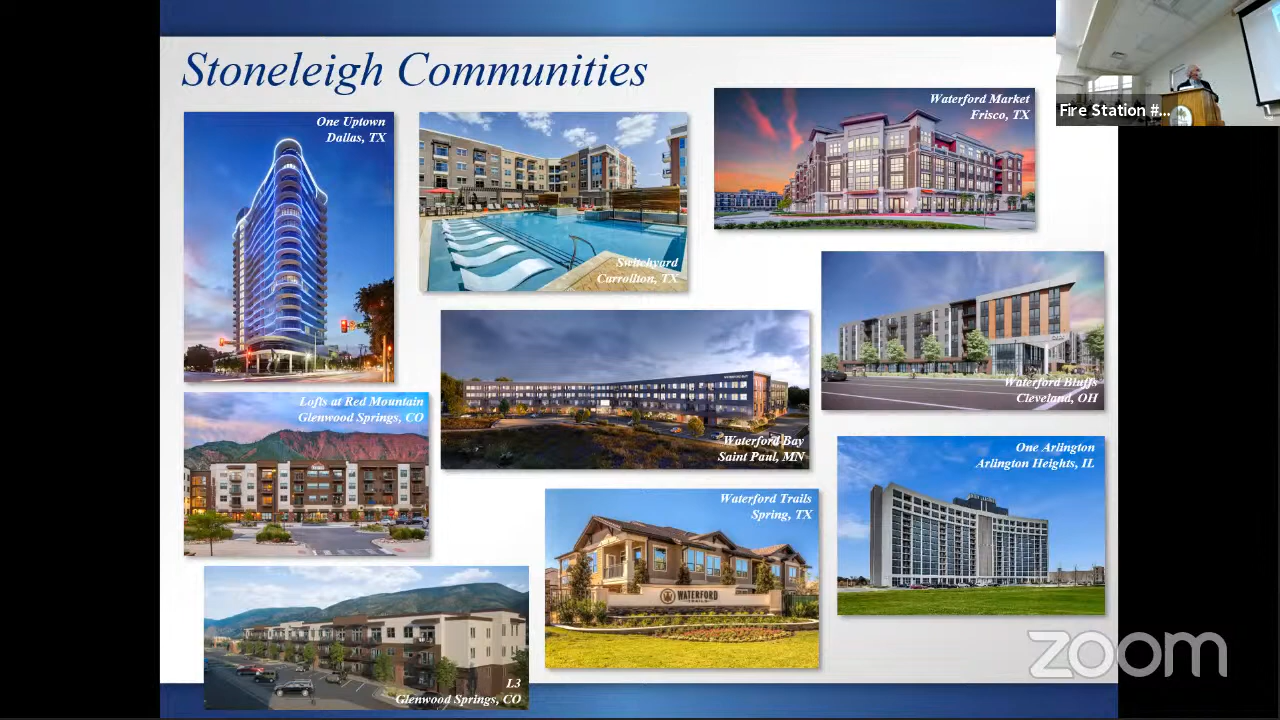 Stoneleigh Communities
One Uptown
Dallas, TX
Switchyard
Carrollton, TX
Waterford Market
Frisco, TX
Fire Station #...
Waterford Bluffs
Cleveland, OH
Lofts at Red Mountain
Glenwood Springs, CO
Waterford Bay
Saint Paul, MN
One Arlington
Arlington Heights, IL
Waterford Trails
Spring, TX
WATERFORD
TRAILS
L3
Glenwood Springs, CO
zoom